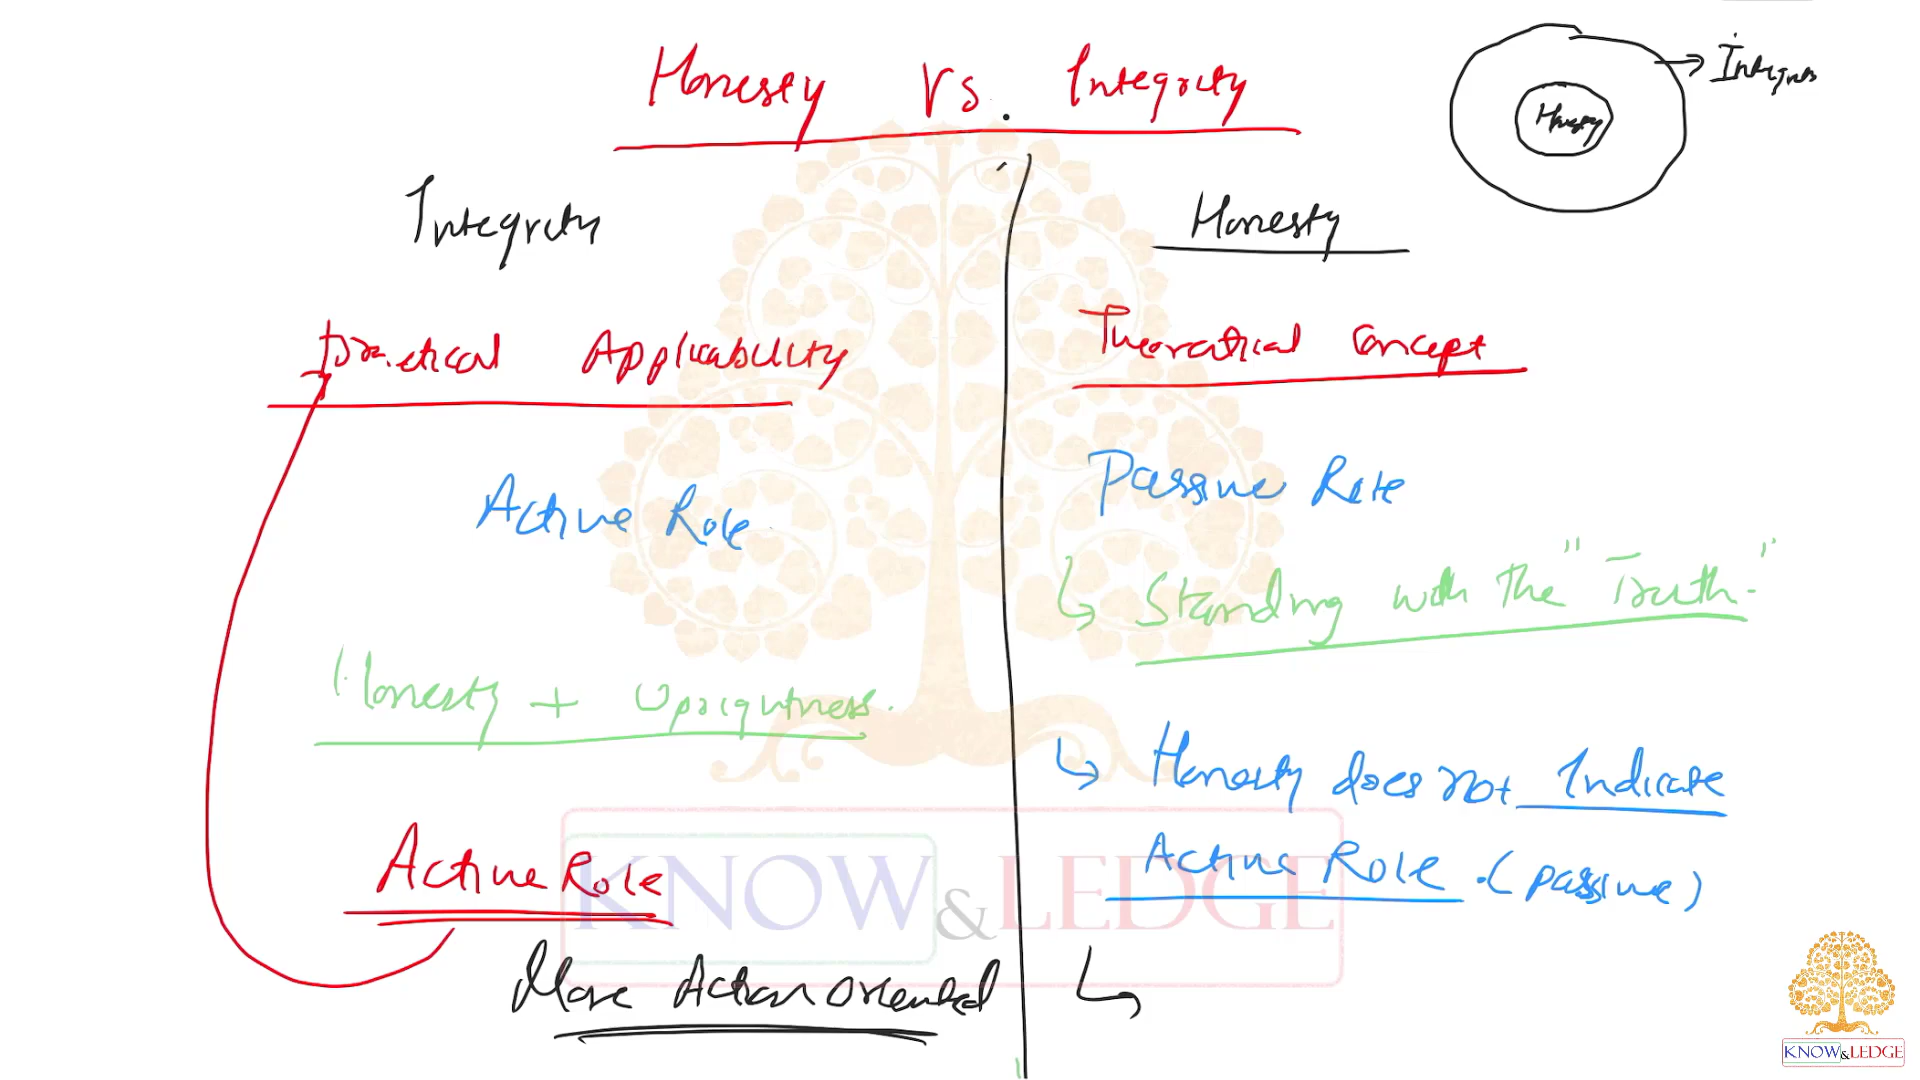 Honesty Vs. Integrity
Integrity
Honesty
Integrity
Honesty
Practical Applicability
Theoratical Concept
Active Role
Passive Role
Standing with the "Truth"
Honesty + Uprightness.
Honesty does not Indicate
Active Role. (passive)
Active Role
More Action oriented
KNOW&LEDGE
KNOW&LEDGE